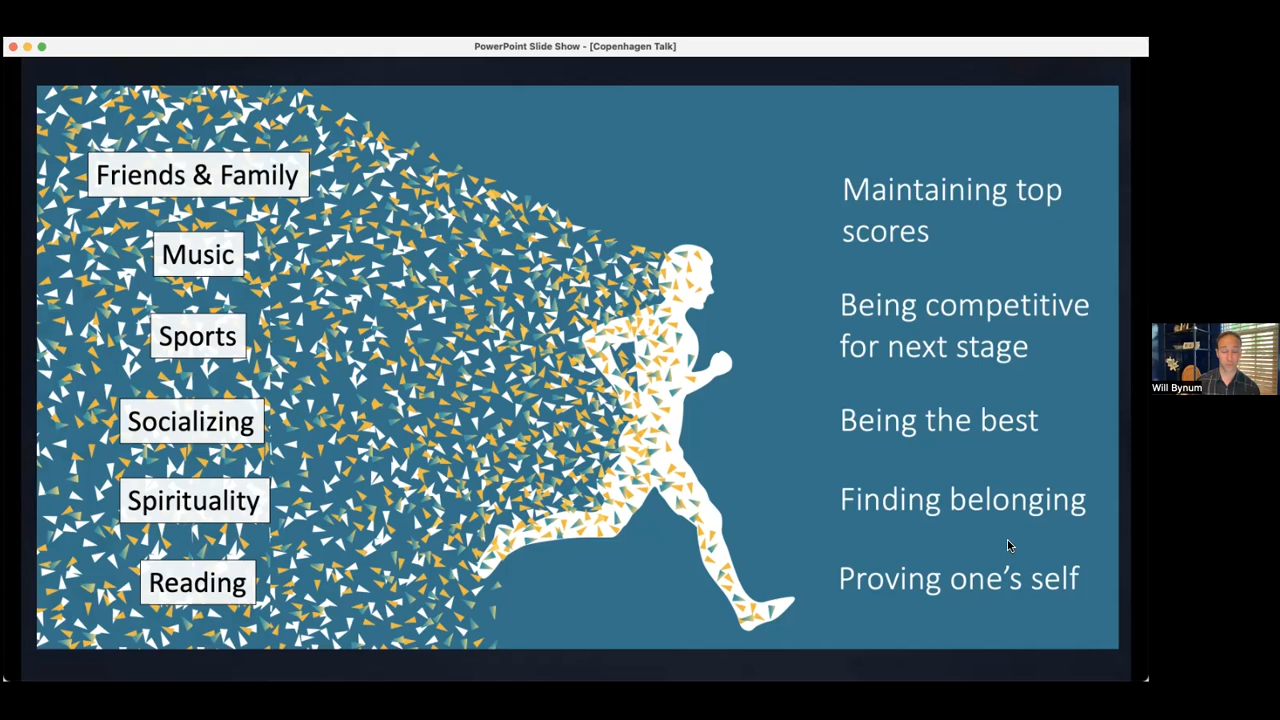 PowerPoint Slide Show - [Copenhagen Talk]
Friends & Family
Music
Sports
Socializing
Spirituality
Reading
Maintaining top
scores
Being competitive
for next stage
Being the best
Finding belonging
Proving one's self
Will Bynum